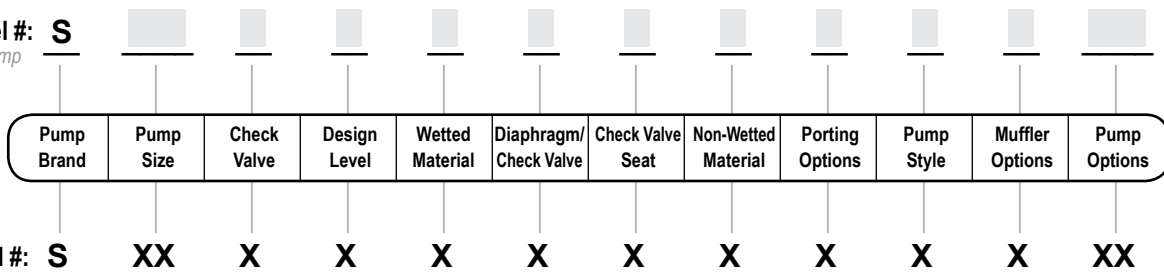 el #: S
mp
Pump Brand Pump Size Check Valve Design Level Wetted Material Diaphragm/ Check Valve Check Valve Seat Non-Wetted Material Porting Options Pump Style Muffler Options Pump Options
l #: S XX X X X X X X X X X XX